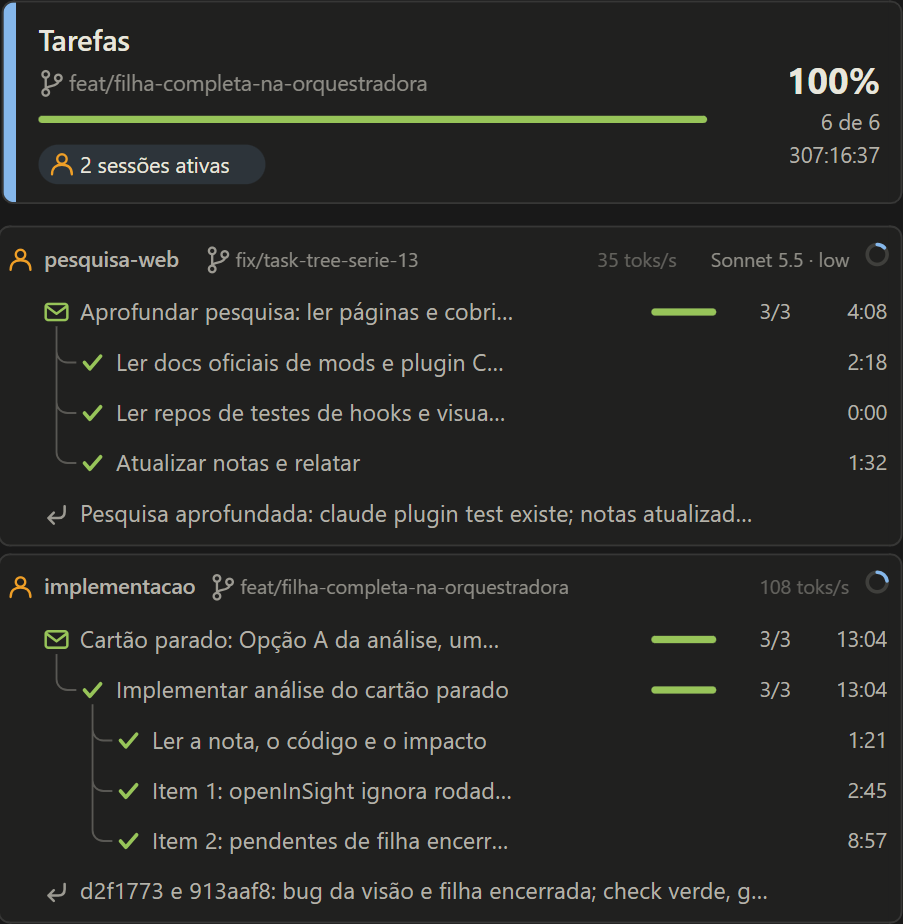 Tarefas
feat/filha-completa-na-orquestradora
100%
6 de 6
307:16:37
2 sessões ativas
pesquisa-web fix/task-tree-serie-13 35 toks/s Sonnet 5.5 · low
Aprofundar pesquisa: ler páginas e cobri... 3/3 4:08
Ler docs oficiais de mods e plugin C... 2:18
Ler repos de testes de hooks e visua... 0:00
Atualizar notas e relatar 1:32
Pesquisa aprofundada: claude plugin test existe; notas atualizad...
implementacao feat/filha-completa-na-orquestradora 108 toks/s
Cartão parado: Opção A da análise, um... 3/3 13:04
Implementar análise do cartão parado 3/3 13:04
Ler a nota, o código e o impacto 1:21
Item 1: openInSight ignora rodad... 2:45
Item 2: pendentes de filha encerr... 8:57
d2f1773 e 913aaf8: bug da visão e filha encerrada; check verde, g...